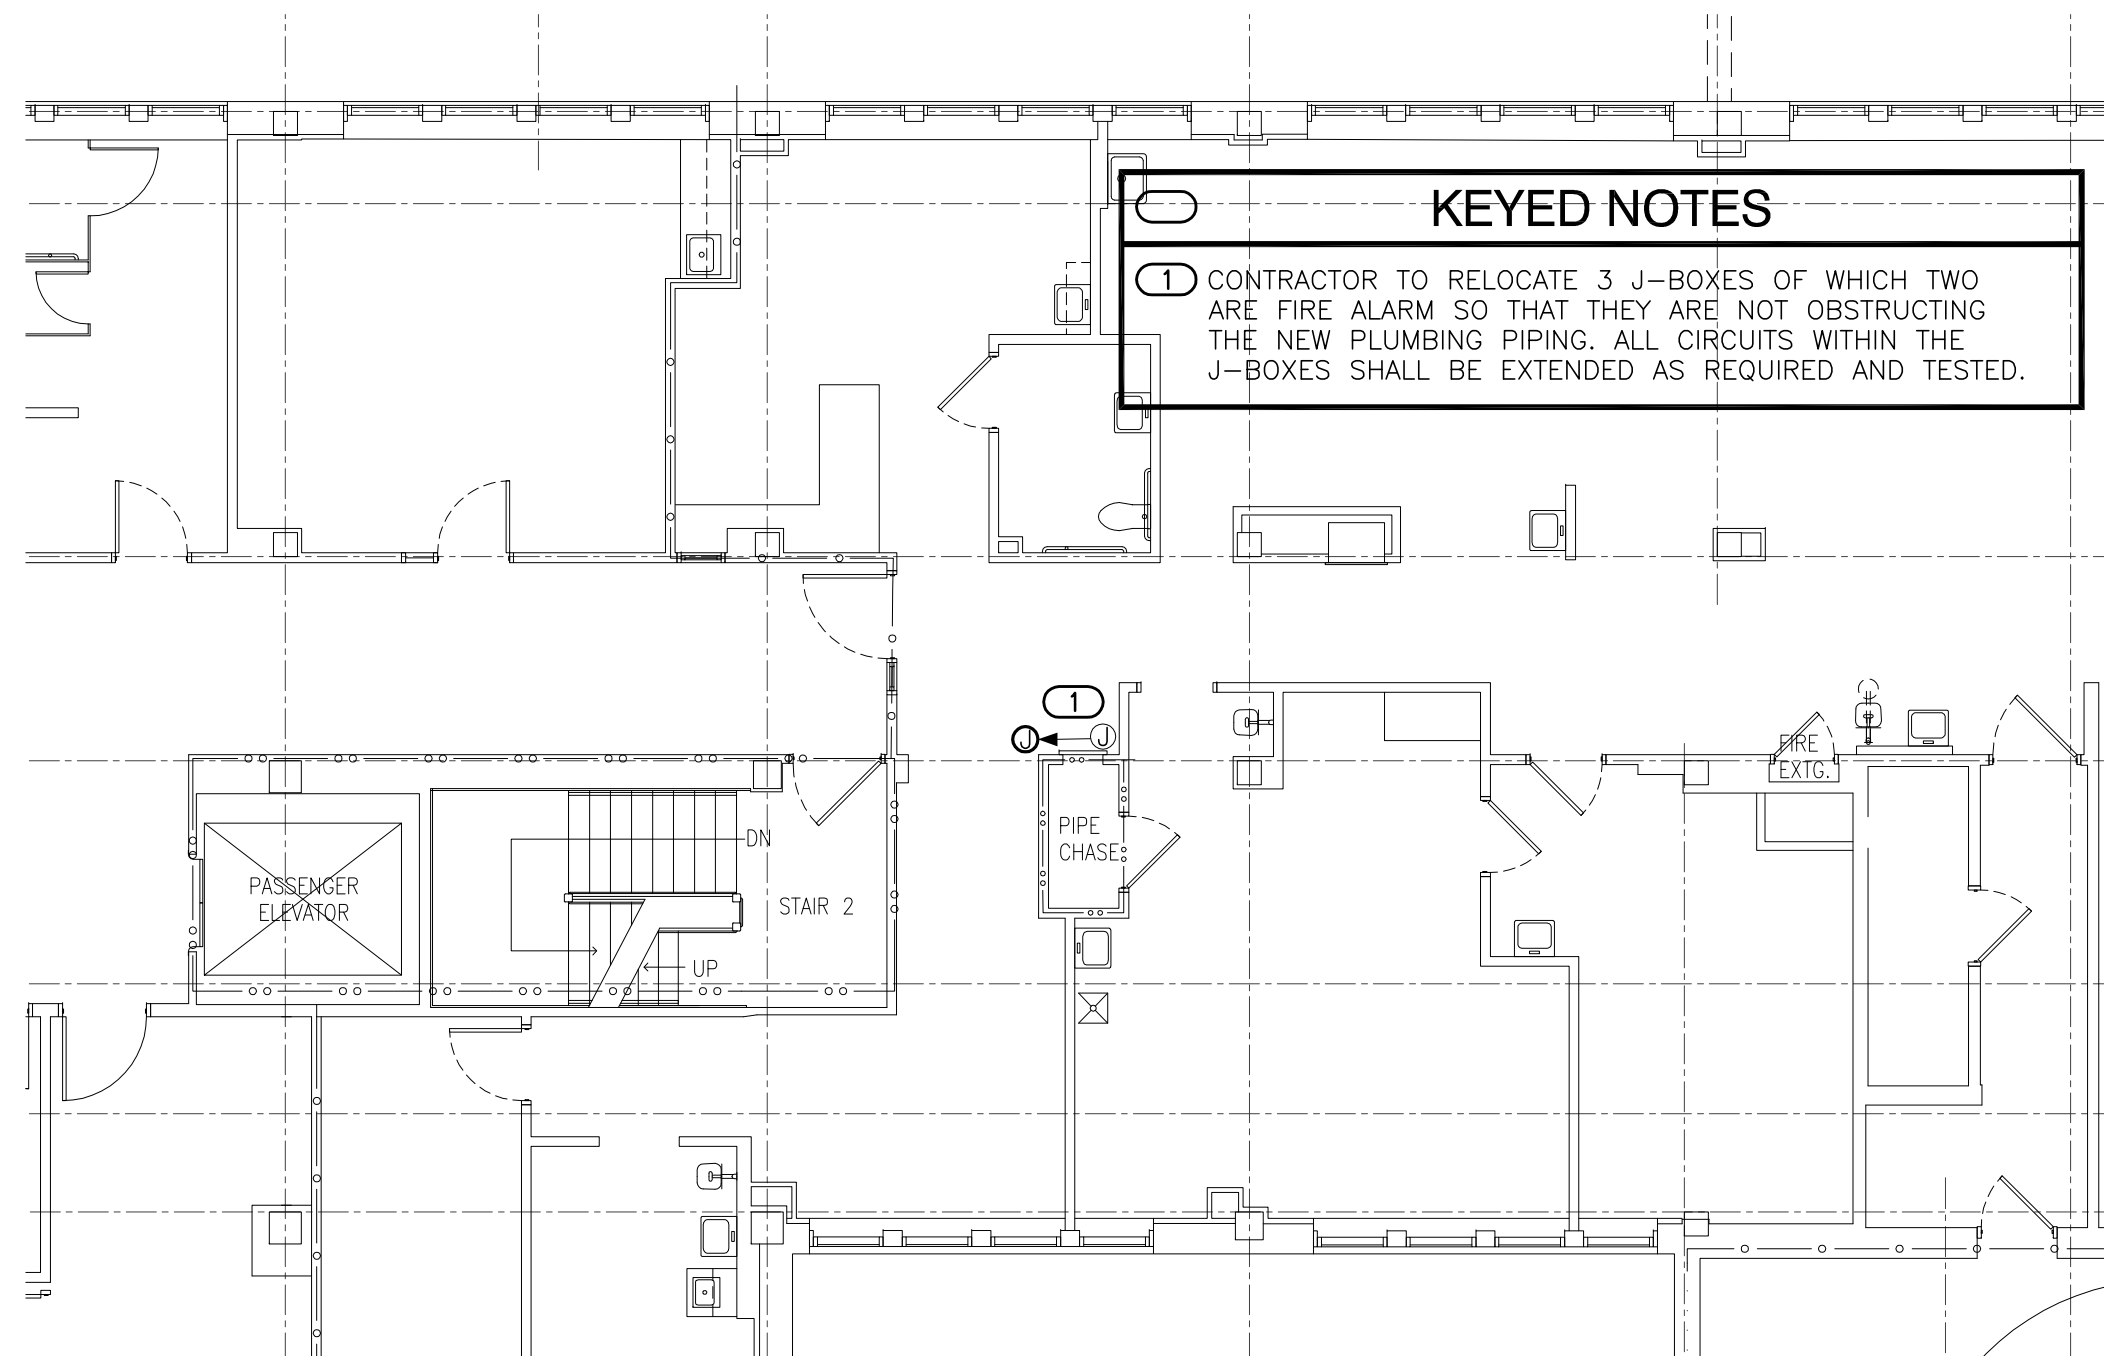 KEYED NOTES
1 CONTRACTOR TO RELOCATE 3 J-BOXES OF WHICH TWO
ARE FIRE ALARM SO THAT THEY ARE NOT OBSTRUCTING
THE NEW PLUMBING PIPING. ALL CIRCUITS WITHIN THE
J-BOXES SHALL BE EXTENDED AS REQUIRED AND TESTED.
1
J J
FIRE
EXTG.
PIPE
CHASE
DN
PASSENGER
ELEVATOR
STAIR 2
UP